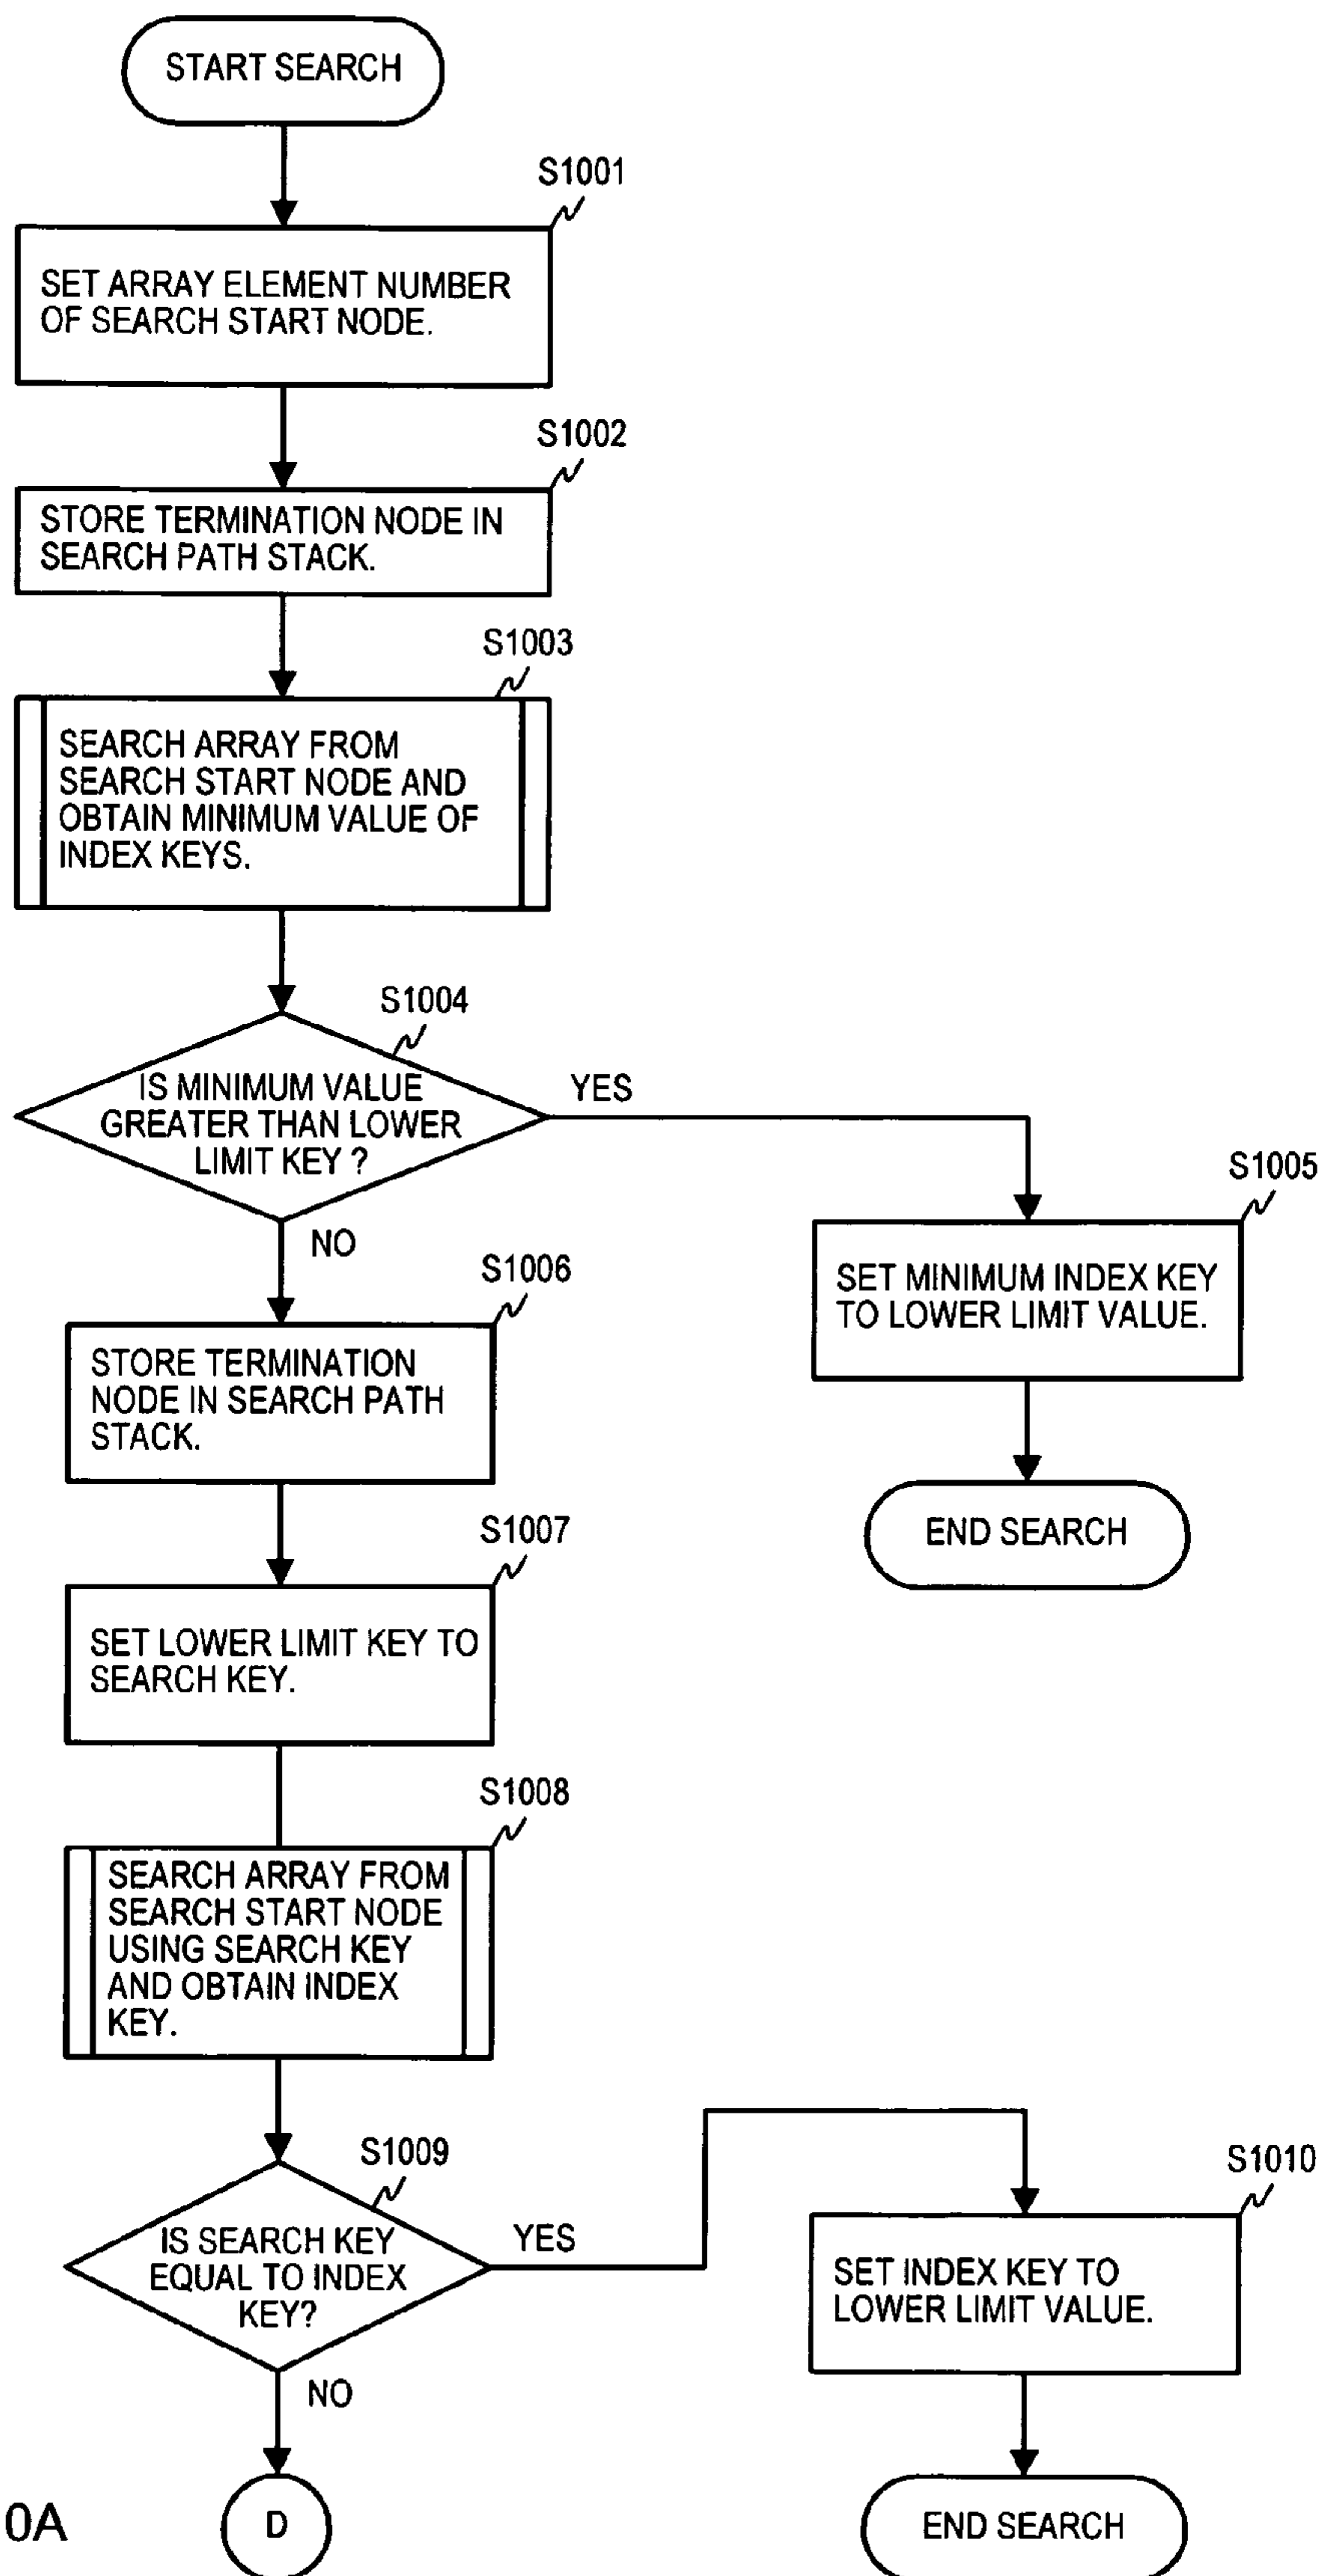 START SEARCH
S1001
SET ARRAY ELEMENT NUMBER
OF SEARCH START NODE.
S1002
STORE TERMINATION NODE IN
SEARCH PATH STACK.
S1003
SEARCH ARRAY FROM
SEARCH START NODE AND
OBTAIN MINIMUM VALUE OF
INDEX KEYS.
S1004
IS MINIMUM VALUE
GREATER THAN LOWER
LIMIT KEY ?
YES
NO
S1005
SET MINIMUM INDEX KEY
TO LOWER LIMIT VALUE.
END SEARCH
S1006
STORE TERMINATION
NODE IN SEARCH PATH
STACK.
S1007
SET LOWER LIMIT KEY TO
SEARCH KEY.
S1008
SEARCH ARRAY FROM
SEARCH START NODE
USING SEARCH KEY
AND OBTAIN INDEX
KEY.
S1009
IS SEARCH KEY
EQUAL TO INDEX
KEY?
YES
NO
S1010
SET INDEX KEY TO
LOWER LIMIT VALUE.
END SEARCH
D
0A